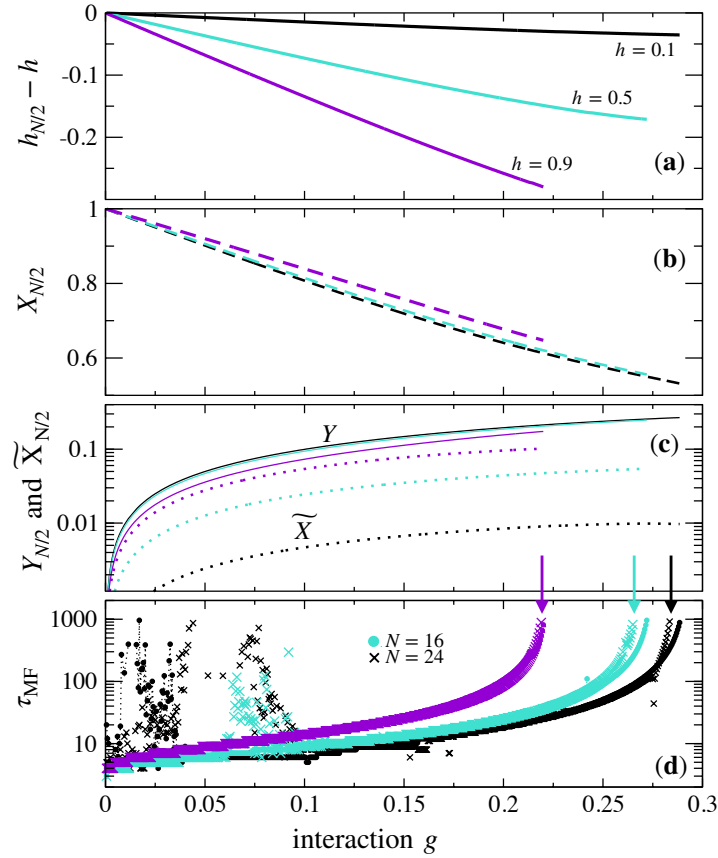 0
-0.1
-0.2
h_{N/2} − h
h = 0.1
h = 0.5
h = 0.9
(a)
1
0.8
0.6
X_{N/2}
(b)
0.1
0.01
Y_{N/2} and X̃_{N/2}
Y
X̃
(c)
1000
100
10
τ_{MF}
N = 16
N = 24
(d)
0 0.05 0.1 0.15 0.2 0.25 0.3
interaction g